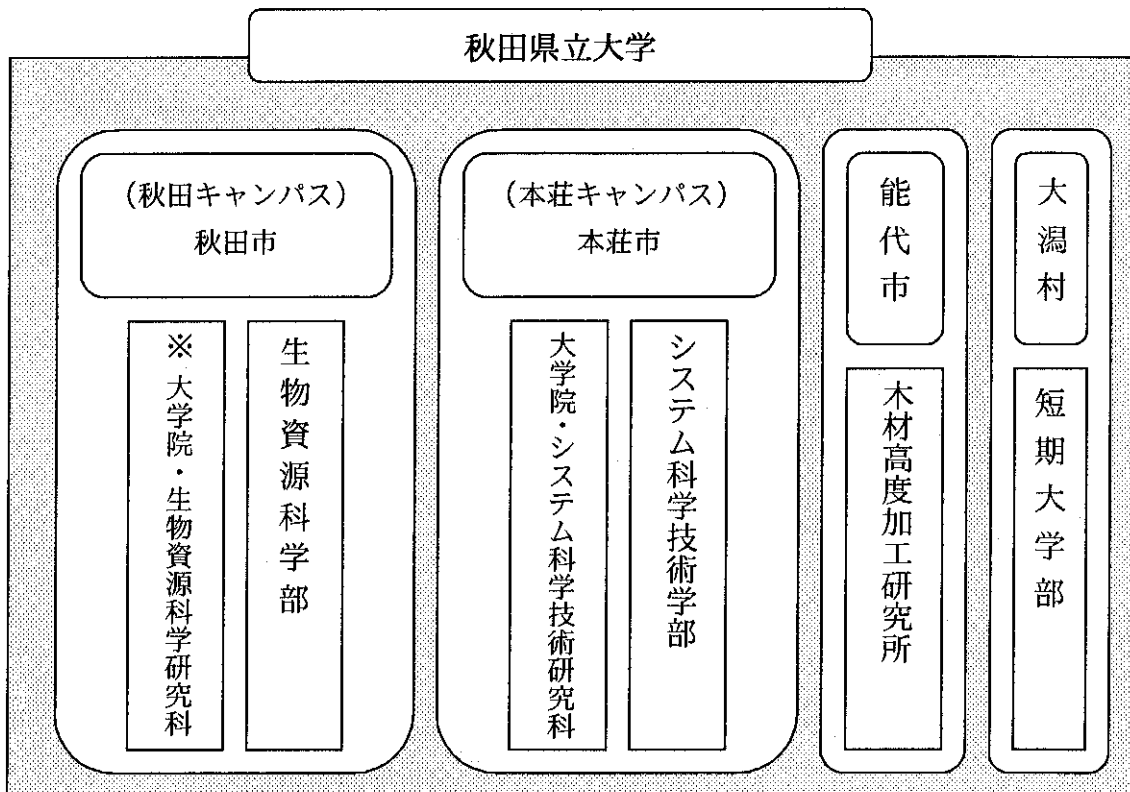 秋田県立大学
(秋田キャンパス)
秋田市
生物資源科学部
※大学院・生物資源科学研究科
(本荘キャンパス)
本荘市
システム科学技術学部
大学院・システム科学技術研究科
能代市
木材高度加工研究所
大潟村
短期大学部